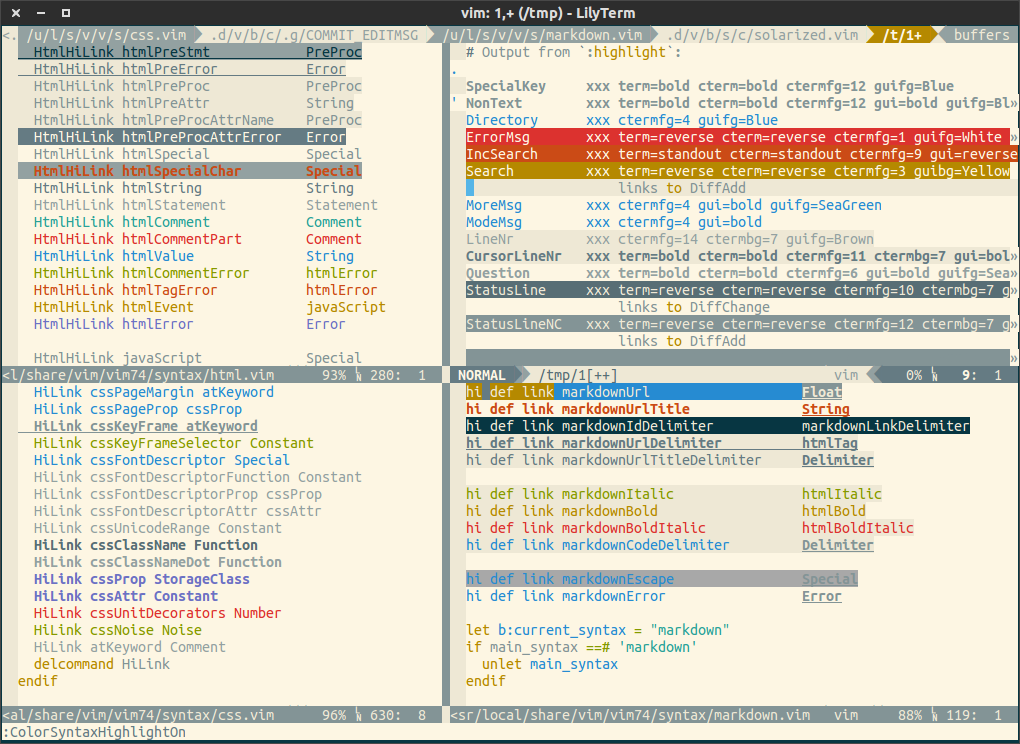 vim: 1,+ (/tmp) - LilyTerm
<. /u/l/s/v/v/s/css.vim .d/v/b/c/.g/COMMIT_EDITMSG /u/l/s/v/v/s/markdown.vim .d/v/b/s/c/solarized.vim /t/1+ buffers
HtmlHiLink htmlPreStmt PreProc
HtmlHiLink htmlPreError Error
HtmlHiLink htmlPreProc PreProc
HtmlHiLink htmlPreAttr String
HtmlHiLink htmlPreProcAttrName PreProc
HtmlHiLink htmlPreProcAttrError Error
HtmlHiLink htmlSpecial Special
HtmlHiLink htmlSpecialChar Special
HtmlHiLink htmlString String
HtmlHiLink htmlStatement Statement
HtmlHiLink htmlComment Comment
HtmlHiLink htmlCommentPart Comment
HtmlHiLink htmlValue String
HtmlHiLink htmlCommentError htmlError
HtmlHiLink htmlTagError htmlError
HtmlHiLink htmlEvent javaScript
HtmlHiLink htmlError Error
HtmlHiLink javaScript Special
<l/share/vim/vim74/syntax/html.vim 93% 280: 1
# Output from `:highlight`:
.
SpecialKey xxx term=bold cterm=bold ctermfg=12 guifg=Blue
' NonText xxx term=bold cterm=bold ctermfg=12 gui=bold guifg=Bl»
Directory xxx ctermfg=4 guifg=Blue
ErrorMsg xxx term=reverse cterm=reverse ctermfg=1 guifg=White »
IncSearch xxx term=standout cterm=standout ctermfg=9 gui=reverse
Search xxx term=reverse cterm=reverse ctermfg=3 guibg=Yellow
links to DiffAdd
MoreMsg xxx ctermfg=4 gui=bold guifg=SeaGreen
ModeMsg xxx ctermfg=4 gui=bold
LineNr xxx ctermfg=14 ctermbg=7 guifg=Brown
CursorLineNr xxx term=bold cterm=bold ctermfg=11 ctermbg=7 gui=bol»
Question xxx term=bold cterm=bold ctermfg=6 gui=bold guifg=Sea»
StatusLine xxx term=reverse cterm=reverse ctermfg=10 ctermbg=7 g»
links to DiffChange
StatusLineNC xxx term=reverse cterm=reverse ctermfg=12 ctermbg=7 g»
links to DiffAdd
»
NORMAL /tmp/1[++] vim 0% 9: 1
HiLink cssPageMargin atKeyword
HiLink cssPageProp cssProp
HiLink cssKeyFrame atKeyword
HiLink cssKeyFrameSelector Constant
HiLink cssFontDescriptor Special
HiLink cssFontDescriptorFunction Constant
HiLink cssFontDescriptorProp cssProp
HiLink cssFontDescriptorAttr cssAttr
HiLink cssUnicodeRange Constant
HiLink cssClassName Function
HiLink cssClassNameDot Function
HiLink cssProp StorageClass
HiLink cssAttr Constant
HiLink cssUnitDecorators Number
HiLink cssNoise Noise
HiLink atKeyword Comment
delcommand HiLink
endif
<al/share/vim/vim74/syntax/css.vim 96% 630: 8
hi def link markdownUrl Float
hi def link markdownUrlTitle String
hi def link markdownIdDelimiter markdownLinkDelimiter
hi def link markdownUrlDelimiter htmlTag
hi def link markdownUrlTitleDelimiter Delimiter
hi def link markdownItalic htmlItalic
hi def link markdownBold htmlBold
hi def link markdownBoldItalic htmlBoldItalic
hi def link markdownCodeDelimiter Delimiter
hi def link markdownEscape Special
hi def link markdownError Error
let b:current_syntax = "markdown"
if main_syntax ==# 'markdown'
unlet main_syntax
endif
<sr/local/share/vim/vim74/syntax/markdown.vim vim 88% 119: 1
:ColorSyntaxHighlightOn